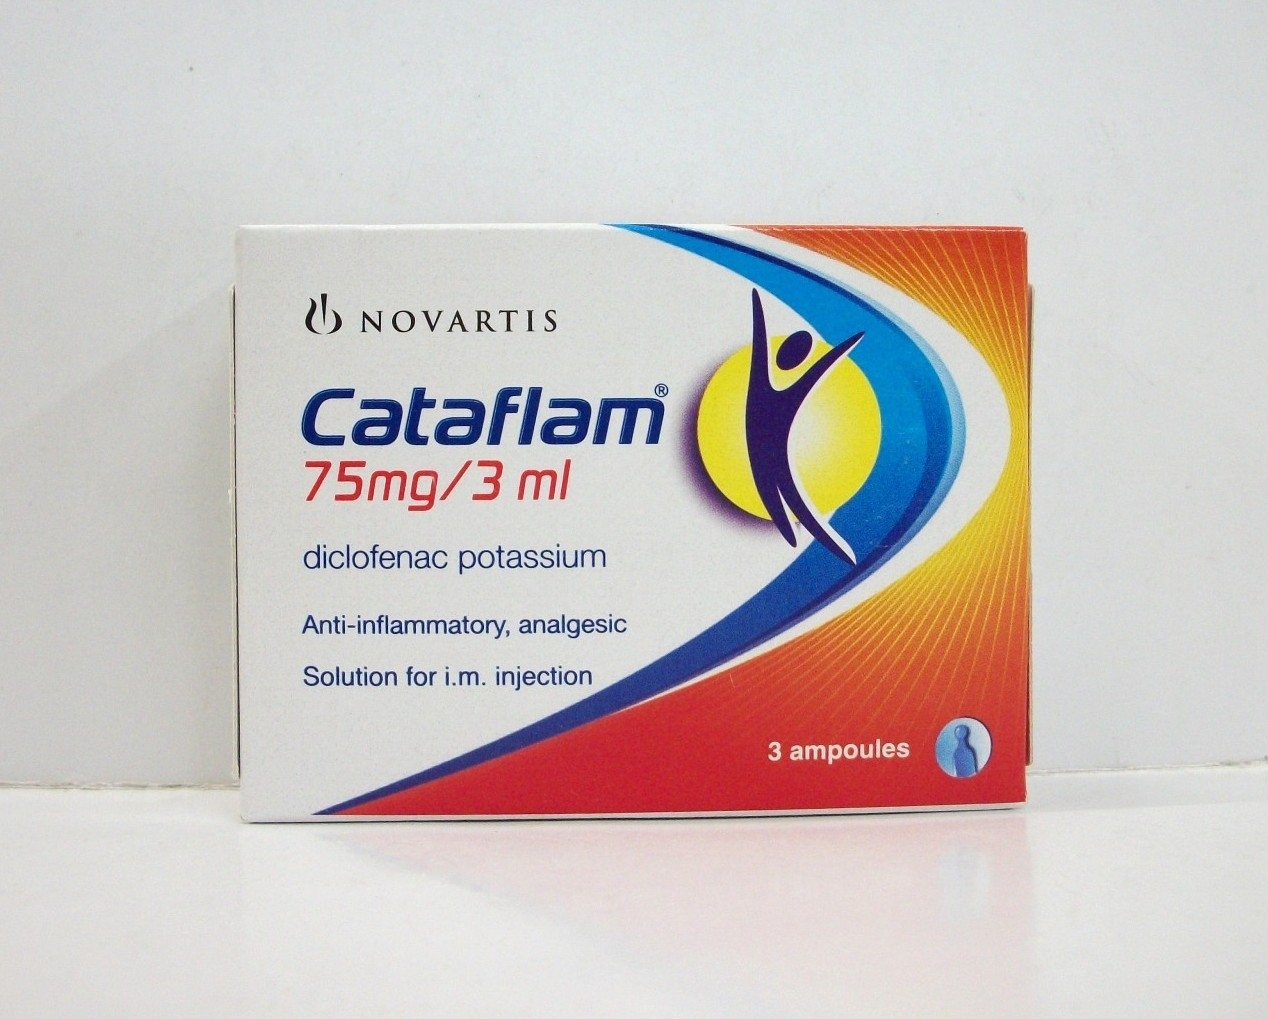 NOVARTIS
Cataflam®
75mg/3 ml
diclofenac potassium
Anti-inflammatory, analgesic
Solution for i.m. injection
3 ampoules